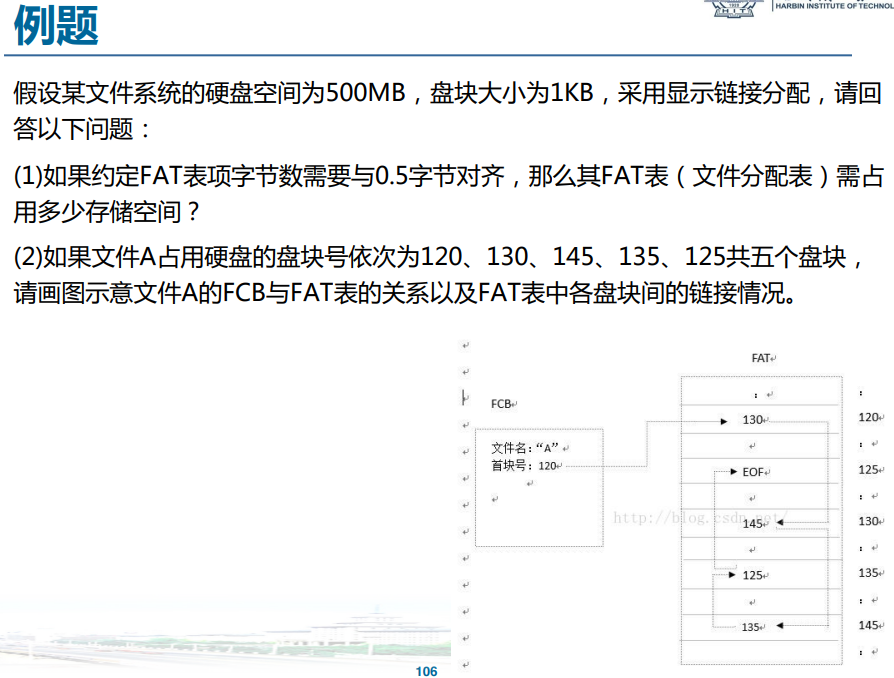 HARBIN INSTITUTE OF TECHNOL
HIT
例题
假设某文件系统的硬盘空间为500MB，盘块大小为1KB，采用显示链接分配，请回
答以下问题：
(1)如果约定FAT表项字节数需要与0.5字节对齐，那么其FAT表（文件分配表）需占
用多少存储空间？
(2)如果文件A占用硬盘的盘块号依次为120、130、145、135、125共五个盘块，
请画图示意文件A的FCB与FAT表的关系以及FAT表中各盘块间的链接情况。
FAT
FCB
：
：
130
120
文件名：“A”
首块号：120
：
EOF
125
：
http://blog.csdn.net/
145
130
：
125
135
：
135
145
：
106